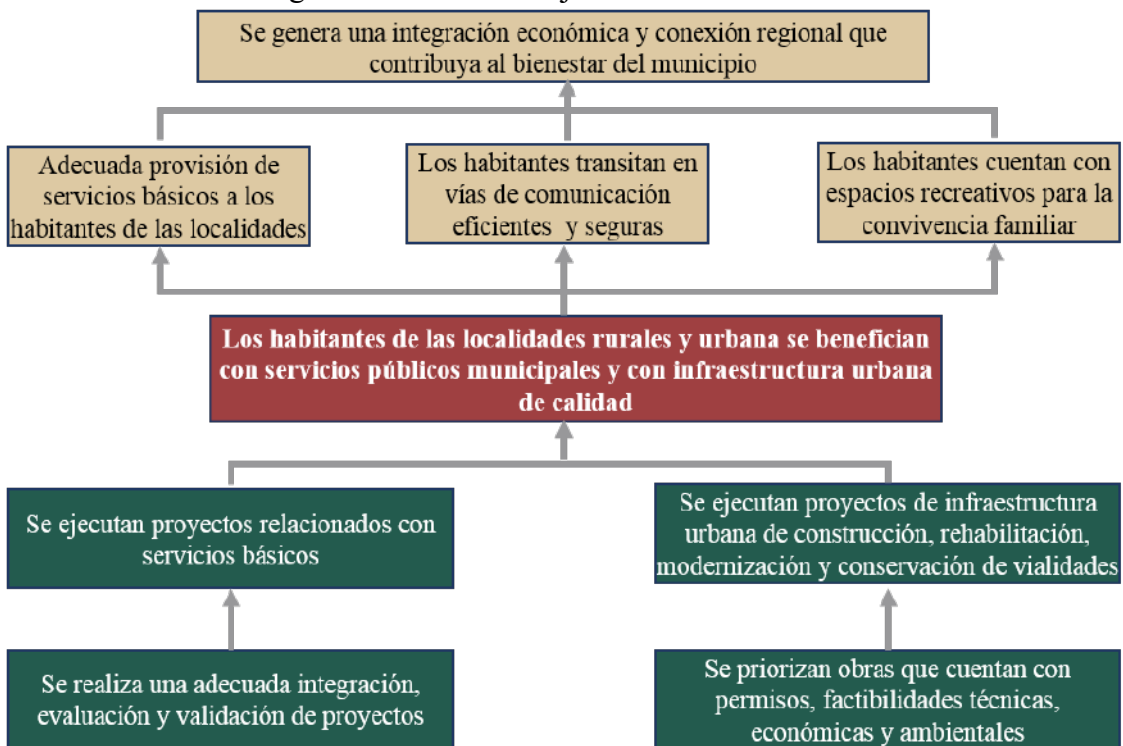 Se genera una integración económica y conexión regional que
contribuya al bienestar del municipio
Adecuada provisión de
servicios básicos a los
habitantes de las localidades
Los habitantes transitan en
vías de comunicación
eficientes y seguras
Los habitantes cuentan con
espacios recreativos para la
convivencia familiar
Los habitantes de las localidades rurales y urbana se benefician
con servicios públicos municipales y con infraestructura urbana
de calidad
Se ejecutan proyectos relacionados con
servicios básicos
Se ejecutan proyectos de infraestructura
urbana de construcción, rehabilitación,
modernización y conservación de vialidades
Se realiza una adecuada integración,
evaluación y validación de proyectos
Se priorizan obras que cuentan con
permisos, factibilidades técnicas,
económicas y ambientales